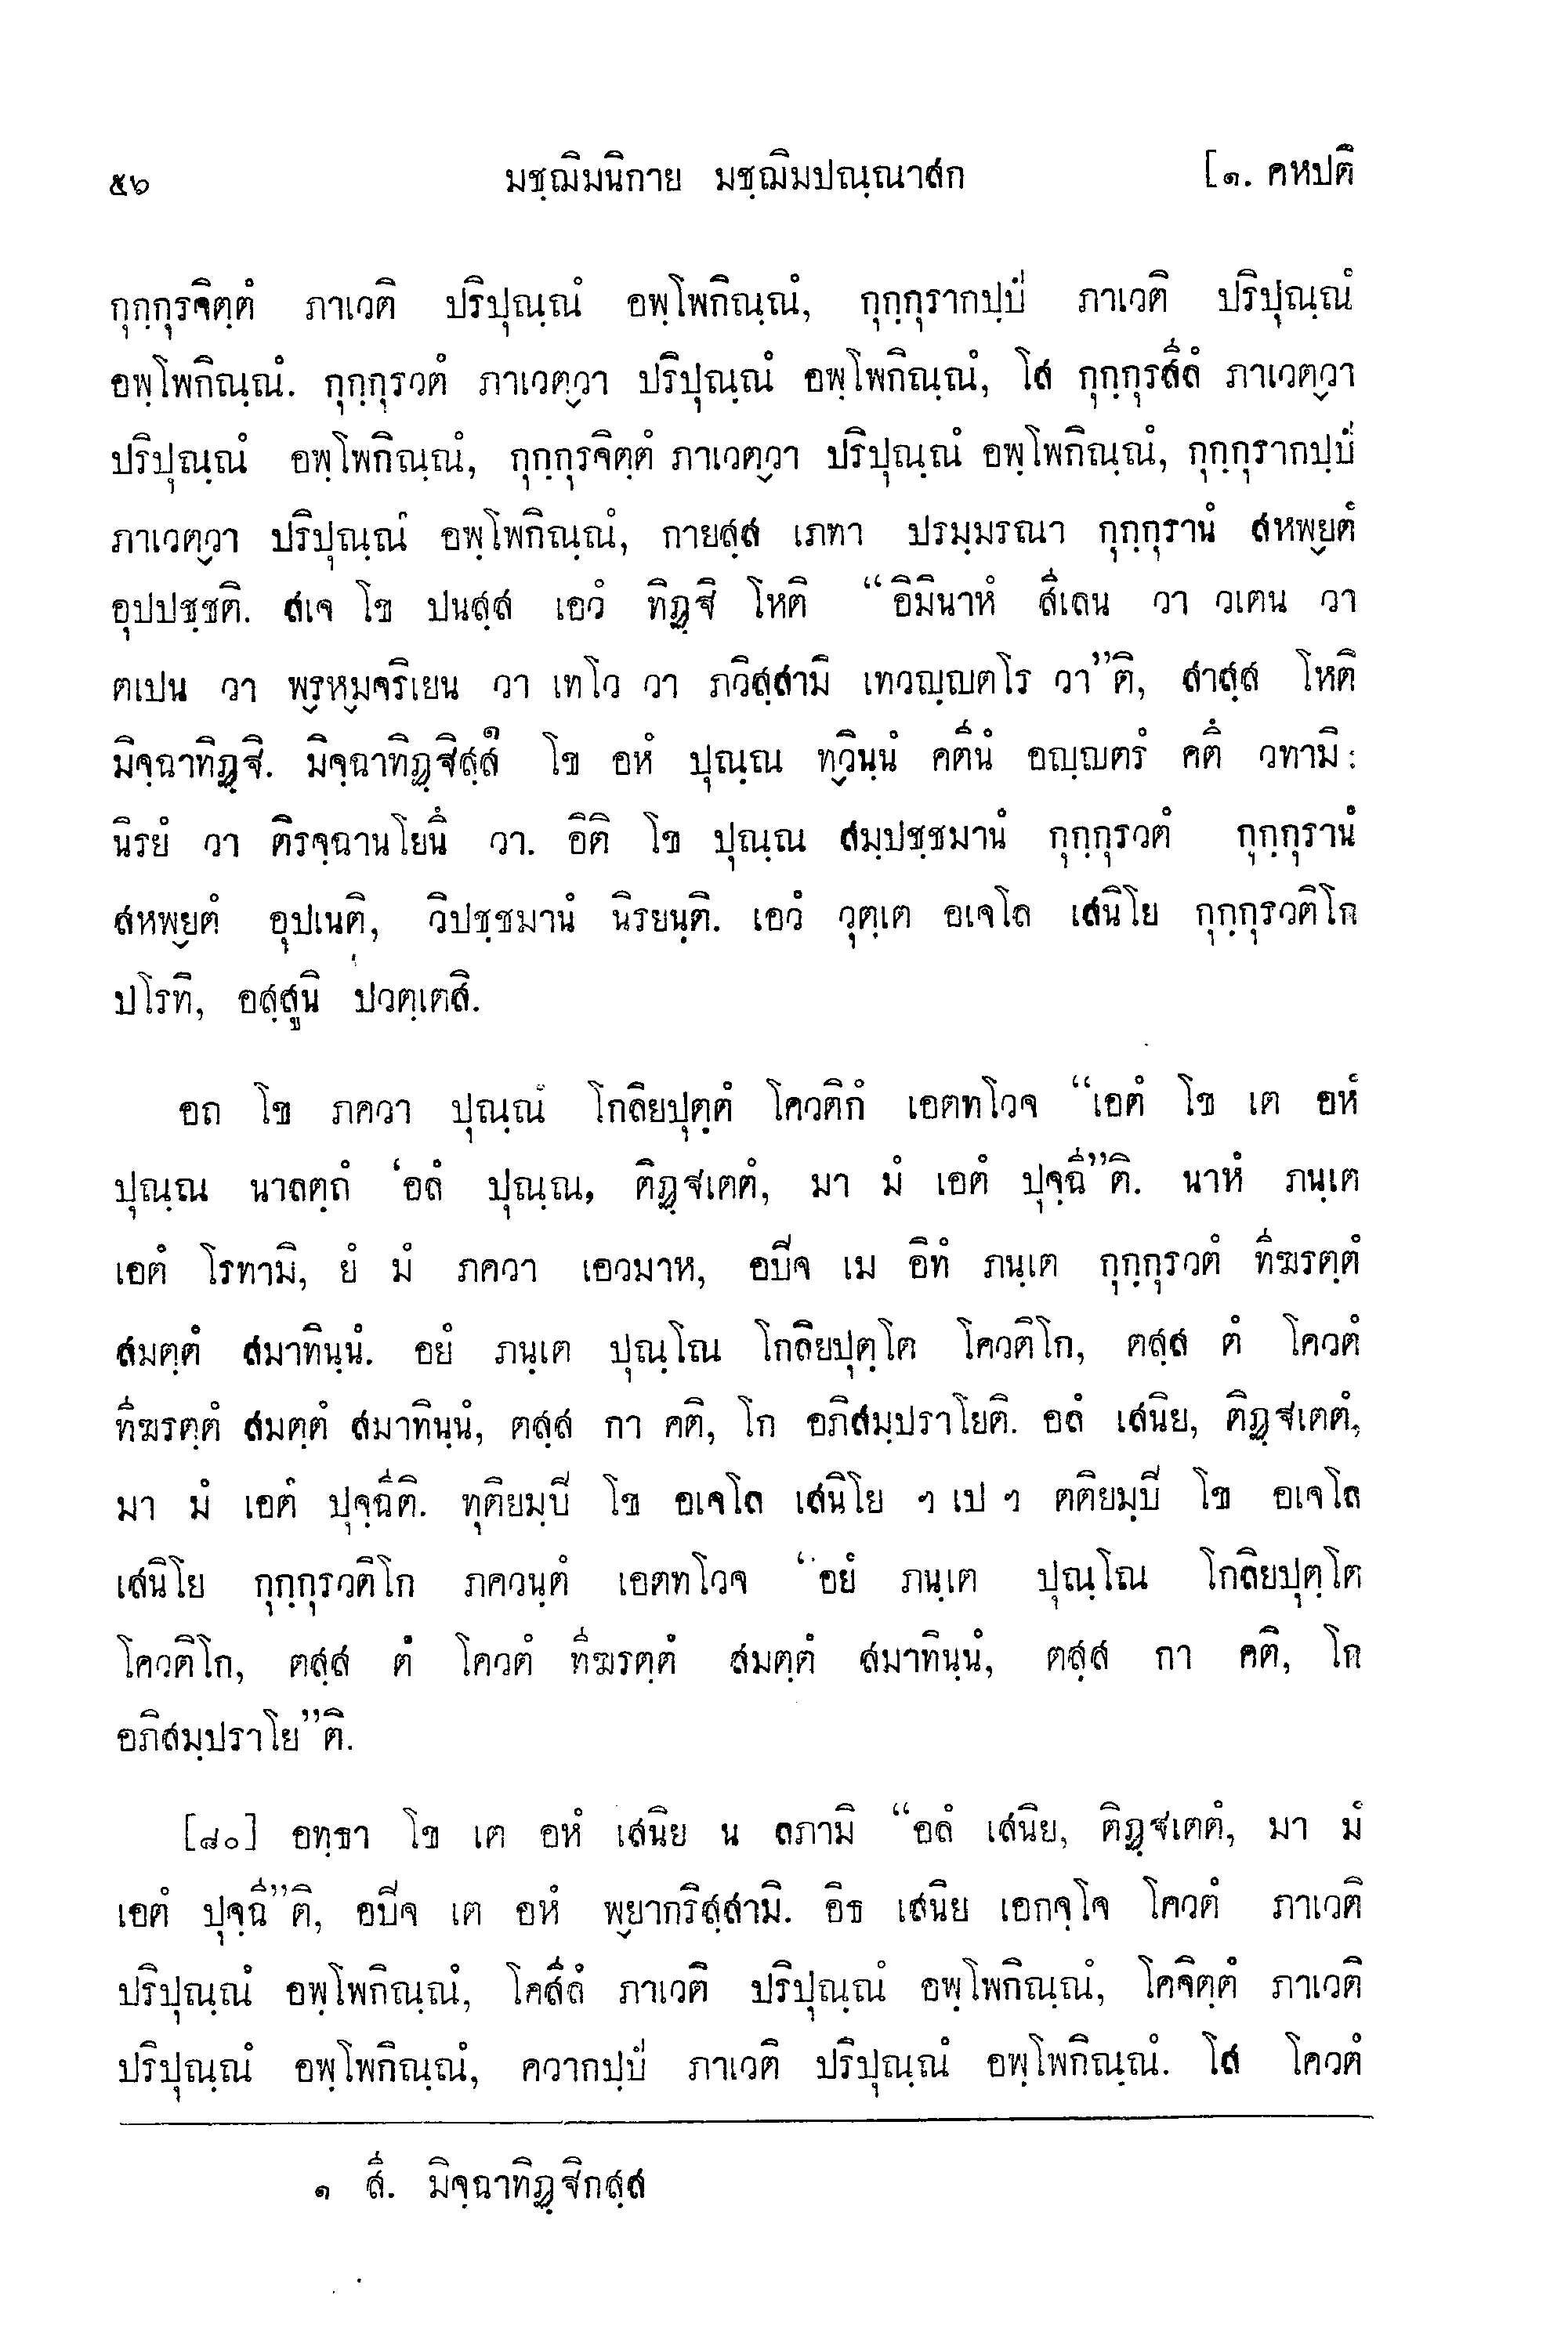 ๕๖ มชฺฌิมนิกาย มชฺฌิมปณฺณาสก [๑. คหปติ
กุกฺกุรจิตฺตํ ภาเวติ ปริปุณฺณํ อพฺโพกิณฺณํ, กุกฺกุรากปฺปํ ภาเวติ ปริปุณฺณํ
อพฺโพกิณฺณํ. กุกฺกุรวตํ ภาเวตฺวา ปริปุณฺณํ อพฺโพกิณฺณํ, โส กุกฺกุรสีลํ ภาเวตฺวา
ปริปุณฺณํ อพฺโพกิณฺณํ, กุกฺกุรจิตฺตํ ภาเวตฺวา ปริปุณฺณํ อพฺโพกิณฺณํ, กุกฺกุรากปฺปํ
ภาเวตฺวา ปริปุณฺณํ อพฺโพกิณฺณํ, กายสฺส เภทา ปรมฺมรณา กุกฺกุรานํ สหพฺยตํ
อุปปชฺชติ. สเจ โข ปนสฺส เอวํ ทิฏฺฐิ โหติ “อิมินาหํ สีเลน วา วเตน วา
ตเปน วา พฺรหฺมจริเยน วา เทโว วา ภวิสฺสามิ เทวญฺญตโร วา”ติ, สาสฺส โหติ
มิจฺฉาทิฏฺฐิ. มิจฺฉาทิฏฺฐิสฺส๑ โข อหํ ปุณฺณ ทฺวินฺนํ คตีนํ อญฺญตรํ คตึ วทามิ:
นิรยํ วา ติรจฺฉานโยนึ วา. อิติ โข ปุณฺณ สมฺปชฺชมานํ กุกฺกุรวตํ กุกฺกุรานํ
สหพฺยตํ อุปเนติ, วิปชฺชมานํ นิรยนฺติ. เอวํ วุตฺเต อเจโล เสนิโย กุกฺกุรวติโก
ปโรทิ, อสฺสูนิ ปวตฺเตสิ.
อถ โข ภควา ปุณฺณํ โกลิยปุตฺตํ โควติกํ เอตทโวจ “เอตํ โข เต อหํ
ปุณฺณ นาลตฺถํ ‘อลํ ปุณฺณ, ติฏฺฐเตตํ, มา มํ เอตํ ปุจฺฉี”ติ. นาหํ ภนฺเต
เอตํ โรทามิ, ยํ มํ ภควา เอวมาห, อปิจ เม อิทํ ภนฺเต กุกฺกุรวตํ ทีฆรตฺตํ
สมตฺตํ สมาทินฺนํ. อยํ ภนฺเต ปุณฺโณ โกลิยปุตฺโต โควติโก, ตสฺส ตํ โควตํ
ทีฆรตฺตํ สมตฺตํ สมาทินฺนํ, ตสฺส กา คติ, โก อภิสมฺปราโยติ. อลํ เสนิย, ติฏฺฐเตตํ,
มา มํ เอตํ ปุจฺฉีติ. ทุติยมฺปิ โข อเจโล เสนิโย ฯ เป ฯ ตติยมฺปิ โข อเจโล
เสนิโย กุกฺกุรวติโก ภควนฺตํ เอตทโวจ “อยํ ภนฺเต ปุณฺโณ โกลิยปุตฺโต
โควติโก, ตสฺส ตํ โควตํ ทีฆรตฺตํ สมตฺตํ สมาทินฺนํ, ตสฺส กา คติ, โก
อภิสมฺปราโย”ติ.
[๘๐] อทฺธา โข เต อหํ เสนิย น ลภามิ “อลํ เสนิย, ติฏฺฐเตตํ, มา มํ
เอตํ ปุจฺฉี”ติ, อปิจ เต อหํ พฺยากริสฺสามิ. อิธ เสนิย เอกจฺโจ โควตํ ภาเวติ
ปริปุณฺณํ อพฺโพกิณฺณํ, โคสีลํ ภาเวติ ปริปุณฺณํ อพฺโพกิณฺณํ, โคจิตฺตํ ภาเวติ
ปริปุณฺณํ อพฺโพกิณฺณํ, ควากปฺปํ ภาเวติ ปริปุณฺณํ อพฺโพกิณฺณํ. โส โควตํ
๑ สี. มิจฺฉาทิฏฺฐิกสฺส